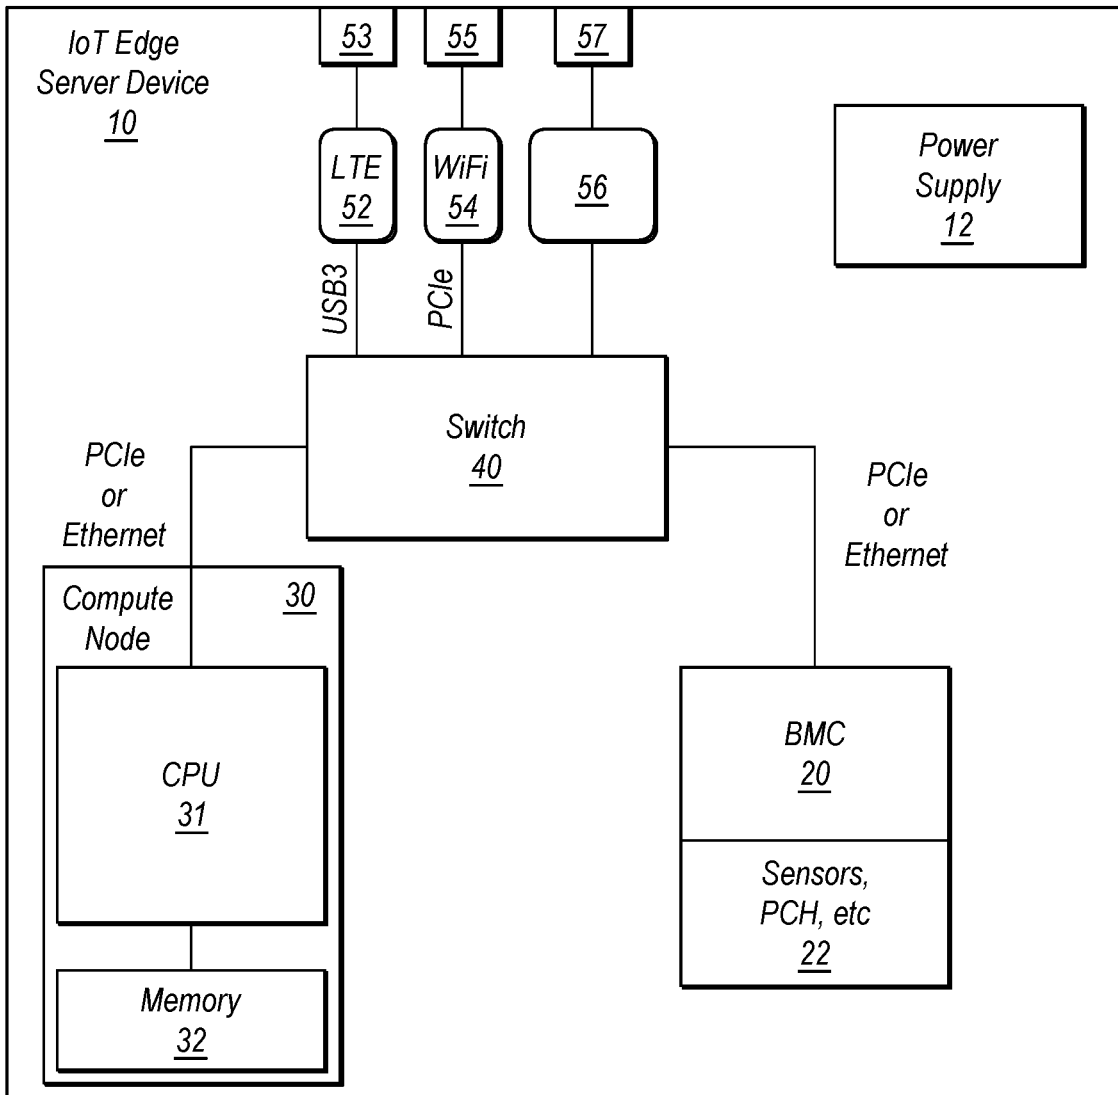 IoT Edge
Server Device
10
53
55
57
LTE
52
WiFi
54
56
Power
Supply
12
USB3
PCIe
Switch
40
PCIe
or
Ethernet
PCIe
or
Ethernet
Compute
Node
30
CPU
31
Memory
32
BMC
20
Sensors,
PCH, etc
22